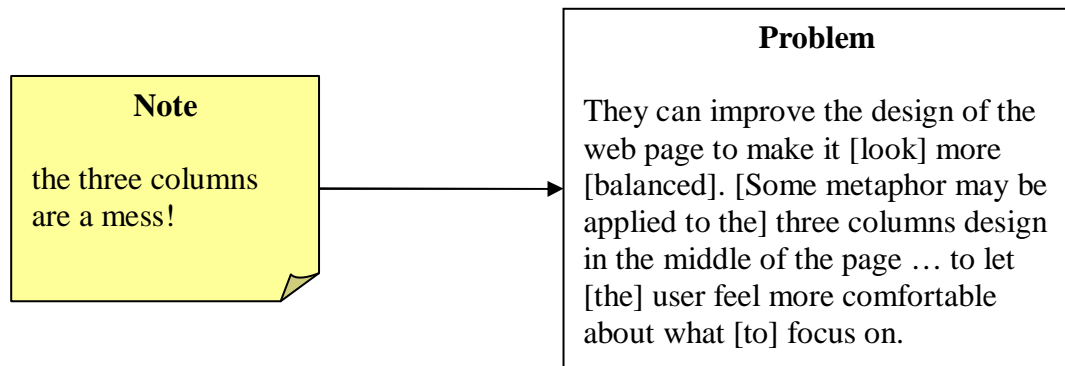 Note
the three columns
are a mess!
Problem
They can improve the design of the
web page to make it [look] more
[balanced]. [Some metaphor may be
applied to the] three columns design
in the middle of the page … to let
[the] user feel more comfortable
about what [to] focus on.